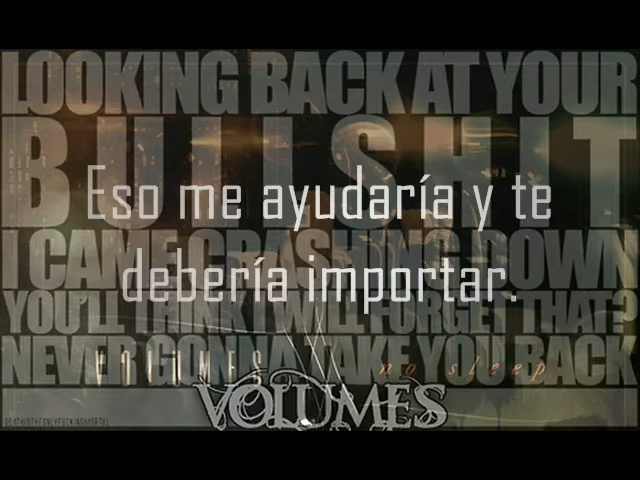 LOOKING BACK AT YOUR
BULLSHIT
Eso me ayudaría y te
I CAME CRASHING DOWN
debería importar.
YOU'LL THINK I WILL FORGET THAT?
NEVER GONNA TAKE YOU BACK
VOLUMES
no sleep
VOLUMES